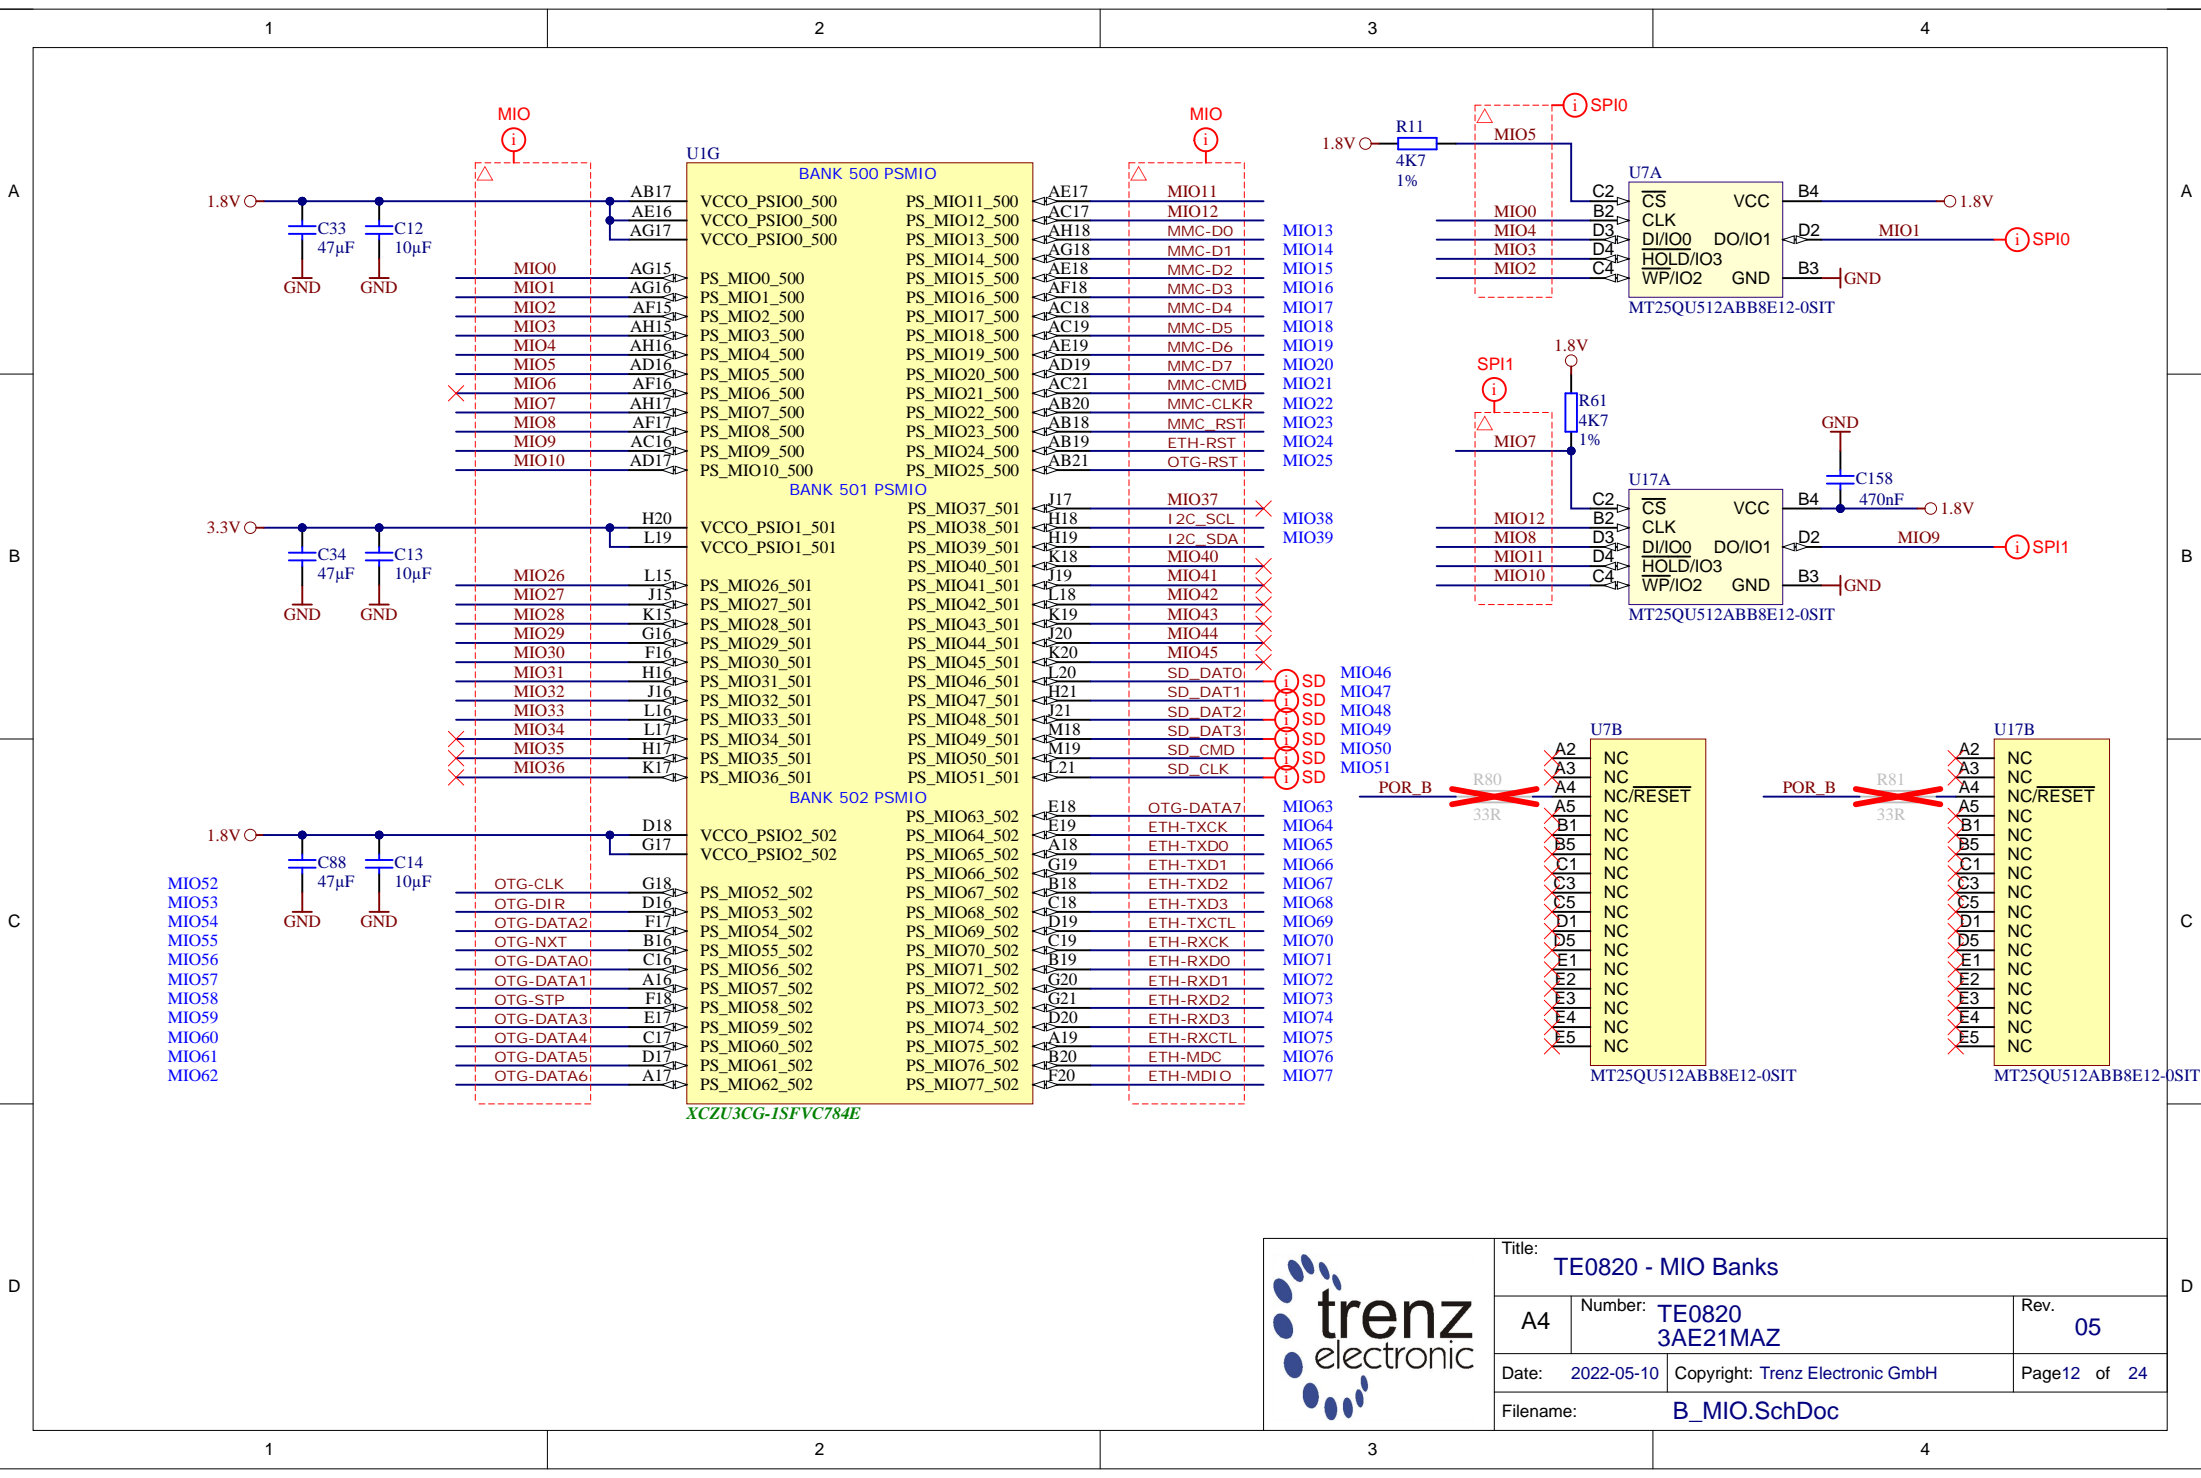 1 2 3 4
A A
B B
C C
D D
MIO
MIO
U1G
BANK 500 PSMIO
1.8V
C33
47µF
C12
10µF
GND GND
AB17 VCCO_PSIO0_500
AE16 VCCO_PSIO0_500
AG17 VCCO_PSIO0_500
MIO0 AG15 PS_MIO0_500
MIO1 AG16 PS_MIO1_500
MIO2 AF15 PS_MIO2_500
MIO3 AH15 PS_MIO3_500
MIO4 AH16 PS_MIO4_500
MIO5 AD16 PS_MIO5_500
MIO6 AF16 PS_MIO6_500
MIO7 AH17 PS_MIO7_500
MIO8 AF17 PS_MIO8_500
MIO9 AC16 PS_MIO9_500
MIO10 AD17 PS_MIO10_500
PS_MIO11_500 AE17 MIO11
PS_MIO12_500 AC17 MIO12
PS_MIO13_500 AH18 MMC-D0 MIO13
PS_MIO14_500 AG18 MMC-D1 MIO14
PS_MIO15_500 AE18 MMC-D2 MIO15
PS_MIO16_500 AF18 MMC-D3 MIO16
PS_MIO17_500 AC18 MMC-D4 MIO17
PS_MIO18_500 AC19 MMC-D5 MIO18
PS_MIO19_500 AE19 MMC-D6 MIO19
PS_MIO20_500 AD19 MMC-D7 MIO20
PS_MIO21_500 AC21 MMC-CMD MIO21
PS_MIO22_500 AB20 MMC-CLKR MIO22
PS_MIO23_500 AB18 MMC_RST MIO23
PS_MIO24_500 AB19 ETH-RST MIO24
PS_MIO25_500 AB21 OTG-RST MIO25
BANK 501 PSMIO
3.3V
C34
47µF
C13
10µF
GND GND
H20 VCCO_PSIO1_501
L19 VCCO_PSIO1_501
MIO26 L15 PS_MIO26_501
MIO27 J15 PS_MIO27_501
MIO28 K15 PS_MIO28_501
MIO29 G16 PS_MIO29_501
MIO30 F16 PS_MIO30_501
MIO31 H16 PS_MIO31_501
MIO32 J16 PS_MIO32_501
MIO33 L16 PS_MIO33_501
MIO34 L17 PS_MIO34_501
MIO35 H17 PS_MIO35_501
MIO36 K17 PS_MIO36_501
PS_MIO37_501 J17 MIO37
PS_MIO38_501 H18 I2C_SCL MIO38
PS_MIO39_501 H19 I2C_SDA MIO39
PS_MIO40_501 K18 MIO40
PS_MIO41_501 J19 MIO41
PS_MIO42_501 L18 MIO42
PS_MIO43_501 K19 MIO43
PS_MIO44_501 J20 MIO44
PS_MIO45_501 K20 MIO45
PS_MIO46_501 L20 SD_DAT0 SD MIO46
PS_MIO47_501 H21 SD_DAT1 SD MIO47
PS_MIO48_501 J21 SD_DAT2 SD MIO48
PS_MIO49_501 M18 SD_DAT3 SD MIO49
PS_MIO50_501 M19 SD_CMD SD MIO50
PS_MIO51_501 L21 SD_CLK SD MIO51
BANK 502 PSMIO
1.8V
C88
47µF
C14
10µF
GND GND
D18 VCCO_PSIO2_502
G17 VCCO_PSIO2_502
MIO52 OTG-CLK G18 PS_MIO52_502
MIO53 OTG-DIR D16 PS_MIO53_502
MIO54 OTG-DATA2 F17 PS_MIO54_502
MIO55 OTG-NXT B16 PS_MIO55_502
MIO56 OTG-DATA0 C16 PS_MIO56_502
MIO57 OTG-DATA1 A16 PS_MIO57_502
MIO58 OTG-STP F18 PS_MIO58_502
MIO59 OTG-DATA3 E17 PS_MIO59_502
MIO60 OTG-DATA4 C17 PS_MIO60_502
MIO61 OTG-DATA5 D17 PS_MIO61_502
MIO62 OTG-DATA6 A17 PS_MIO62_502
PS_MIO63_502 E18 OTG-DATA7 MIO63
PS_MIO64_502 E19 ETH-TXCK MIO64
PS_MIO65_502 A18 ETH-TXD0 MIO65
PS_MIO66_502 G19 ETH-TXD1 MIO66
PS_MIO67_502 B18 ETH-TXD2 MIO67
PS_MIO68_502 C18 ETH-TXD3 MIO68
PS_MIO69_502 D19 ETH-TXCTL MIO69
PS_MIO70_502 C19 ETH-RXCK MIO70
PS_MIO71_502 B19 ETH-RXD0 MIO71
PS_MIO72_502 G20 ETH-RXD1 MIO72
PS_MIO73_502 G21 ETH-RXD2 MIO73
PS_MIO74_502 D20 ETH-RXD3 MIO74
PS_MIO75_502 A19 ETH-RXCTL MIO75
PS_MIO76_502 B20 ETH-MDC MIO76
PS_MIO77_502 F20 ETH-MDIO MIO77
XCZU3CG-1SFVC784E
SPI0
1.8V R11 MIO5
4K7
1%
U7A
C2 CS VCC B4 1.8V
MIO0 B2 CLK
MIO4 D3 DI/IO0 DO/IO1 D2 MIO1 SPI0
MIO3 D4 HOLD/IO3
MIO2 C4 WP/IO2 GND B3 GND
MT25QU512ABB8E12-0SIT
1.8V
SPI1
R61
4K7
1%
MIO7
GND
C158
470nF
U17A
C2 CS VCC B4 1.8V
MIO12 B2 CLK
MIO8 D3 DI/IO0 DO/IO1 D2 MIO9 SPI1
MIO11 D4 HOLD/IO3
MIO10 C4 WP/IO2 GND B3 GND
MT25QU512ABB8E12-0SIT
U7B
A2 NC
A3 NC
POR_B R80 33R A4 NC/RESET
A5 NC
B1 NC
B5 NC
C1 NC
C3 NC
C5 NC
D1 NC
D5 NC
E1 NC
E2 NC
E3 NC
E4 NC
E5 NC
MT25QU512ABB8E12-0SIT
U17B
A2 NC
A3 NC
POR_B R81 33R A4 NC/RESET
A5 NC
B1 NC
B5 NC
C1 NC
C3 NC
C5 NC
D1 NC
D5 NC
E1 NC
E2 NC
E3 NC
E4 NC
E5 NC
MT25QU512ABB8E12-0SIT
trenz
electronic
Title:
TE0820 - MIO Banks
A4
Number: TE0820
3AE21MAZ
Rev.
05
Date: 2022-05-10 Copyright: Trenz Electronic GmbH Page12 of 24
Filename: B_MIO.SchDoc
1 2 3 4